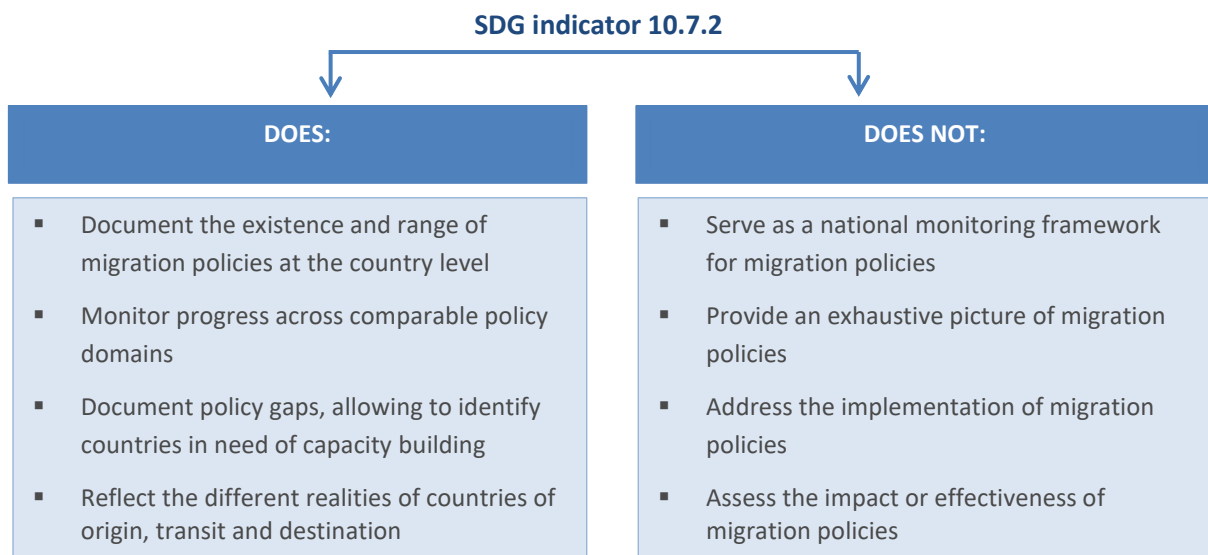 SDG indicator 10.7.2
DOES:
▪ Document the existence and range of
migration policies at the country level
▪ Monitor progress across comparable policy
domains
▪ Document policy gaps, allowing to identify
countries in need of capacity building
▪ Reflect the different realities of countries of
origin, transit and destination
DOES NOT:
▪ Serve as a national monitoring framework
for migration policies
▪ Provide an exhaustive picture of migration
policies
▪ Address the implementation of migration
policies
▪ Assess the impact or effectiveness of
migration policies